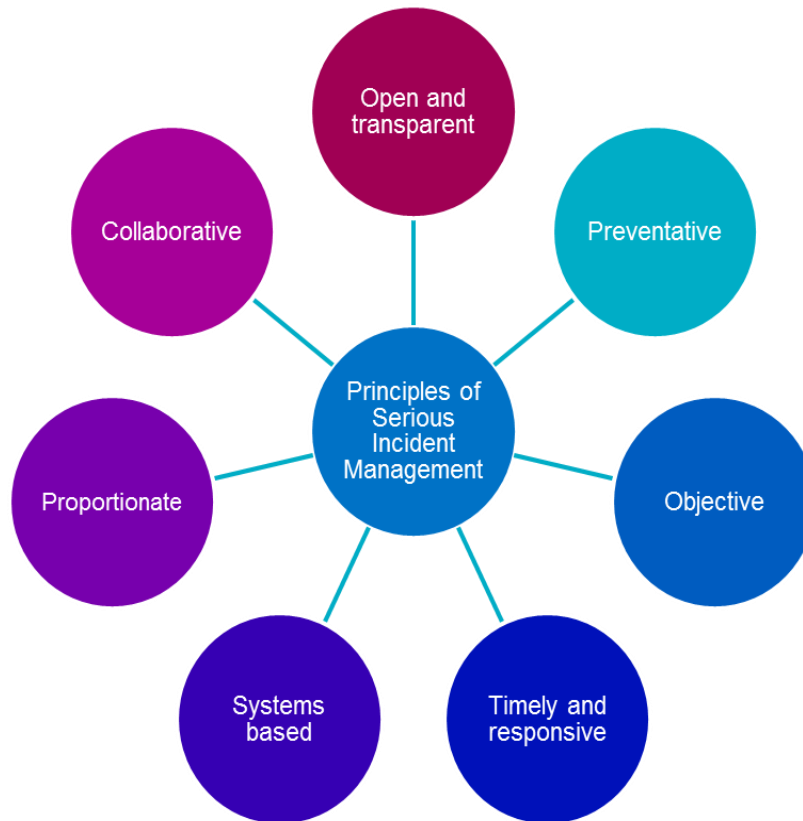 Open and
transparent
Preventative
Objective
Timely and
responsive
Systems
based
Proportionate
Collaborative
Principles of
Serious
Incident
Management